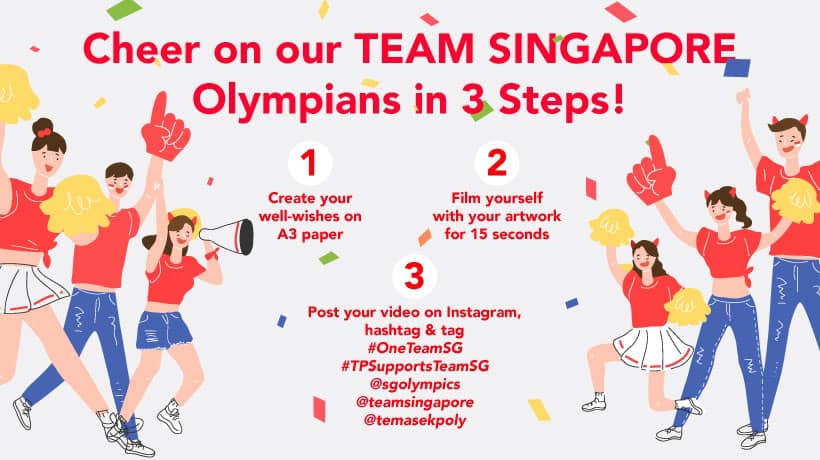 Cheer on our TEAM SINGAPORE
Olympians in 3 Steps!
1
Create your
well-wishes on
A3 paper
2
Film yourself
with your artwork
for 15 seconds
3
Post your video on Instagram,
hashtag & tag
#OneTeamSG
#TPSupportsTeamSG
@sgolympics
@teamsingapore
@temasekpoly